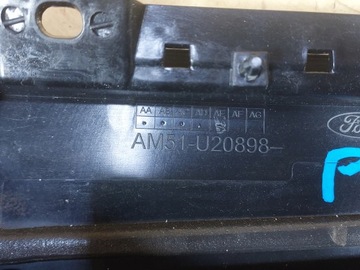 AA AB AC AD AE AF AG
AM51-U20898-
Ford
P